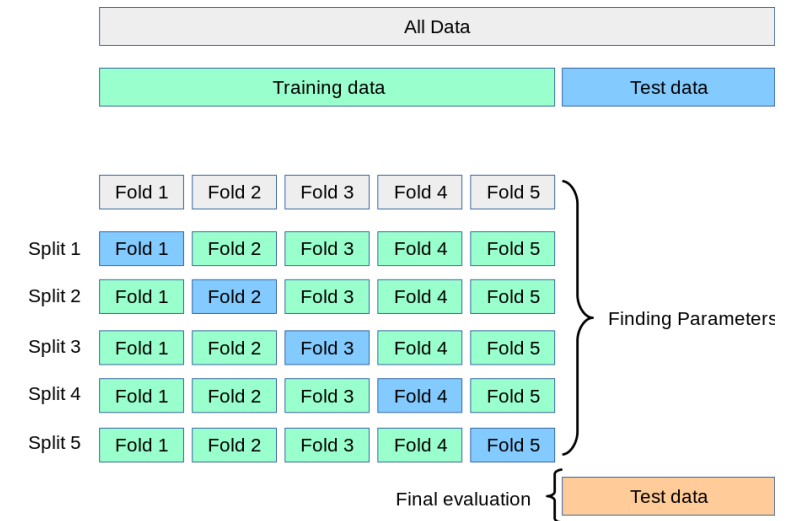 All Data
Training data Test data
Fold 1 Fold 2 Fold 3 Fold 4 Fold 5
Split 1 Fold 1 Fold 2 Fold 3 Fold 4 Fold 5
Split 2 Fold 1 Fold 2 Fold 3 Fold 4 Fold 5
Finding Parameters
Split 3 Fold 1 Fold 2 Fold 3 Fold 4 Fold 5
Split 4 Fold 1 Fold 2 Fold 3 Fold 4 Fold 5
Split 5 Fold 1 Fold 2 Fold 3 Fold 4 Fold 5
Final evaluation Test data